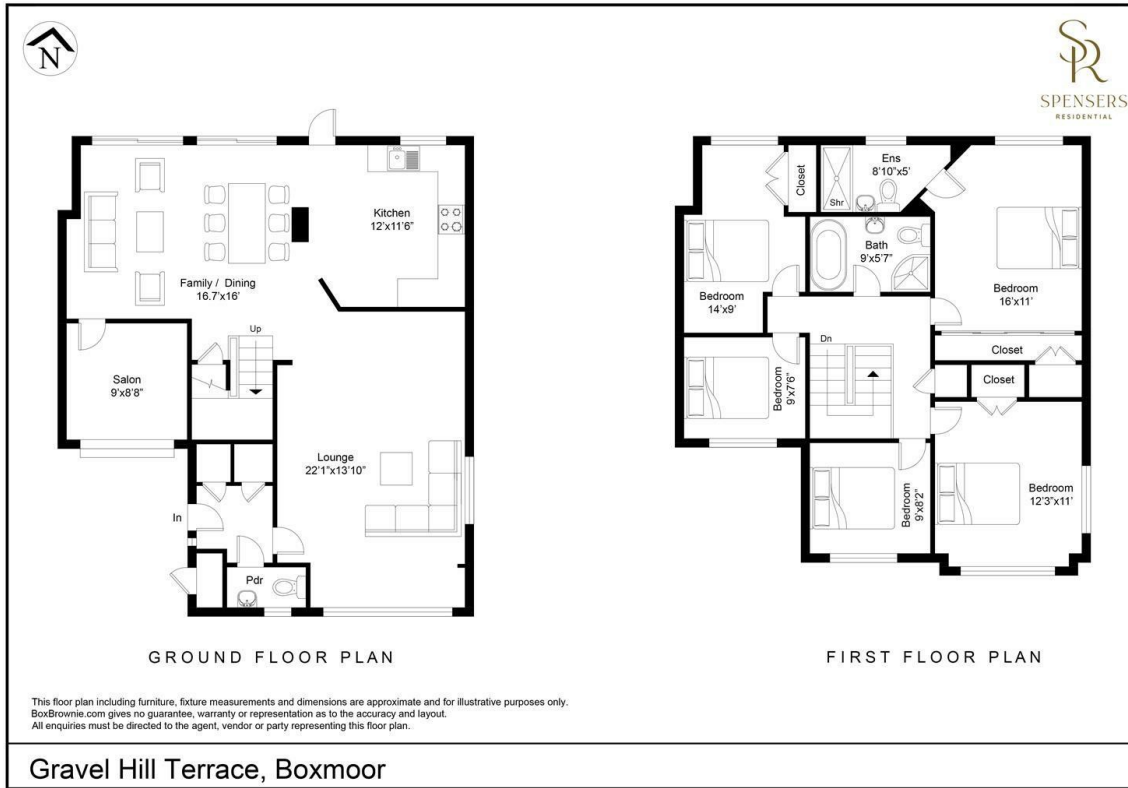 N
SR
SPENSERS
RESIDENTIAL
Kitchen
12'x11'6"
Family / Dining
16.7'x16'
Up
Salon
9'x8'8"
Lounge
22'1"x13'10"
In
Pdr
GROUND FLOOR PLAN
Closet
Ens
8'10"x5'
Shr
Bath
9'x5'7"
Bedroom
14'x9'
Bedroom
16'x11'
Dn
Closet
Bedroom
9'x7'6"
Closet
Bedroom
9'x8'2"
Bedroom
12'3"x11'
FIRST FLOOR PLAN
This floor plan including furniture, fixture measurements and dimensions are approximate and for illustrative purposes only.
BoxBrownie.com gives no guarantee, warranty or representation as to the accuracy and layout.
All enquiries must be directed to the agent, vendor or party representing this floor plan.
Gravel Hill Terrace, Boxmoor